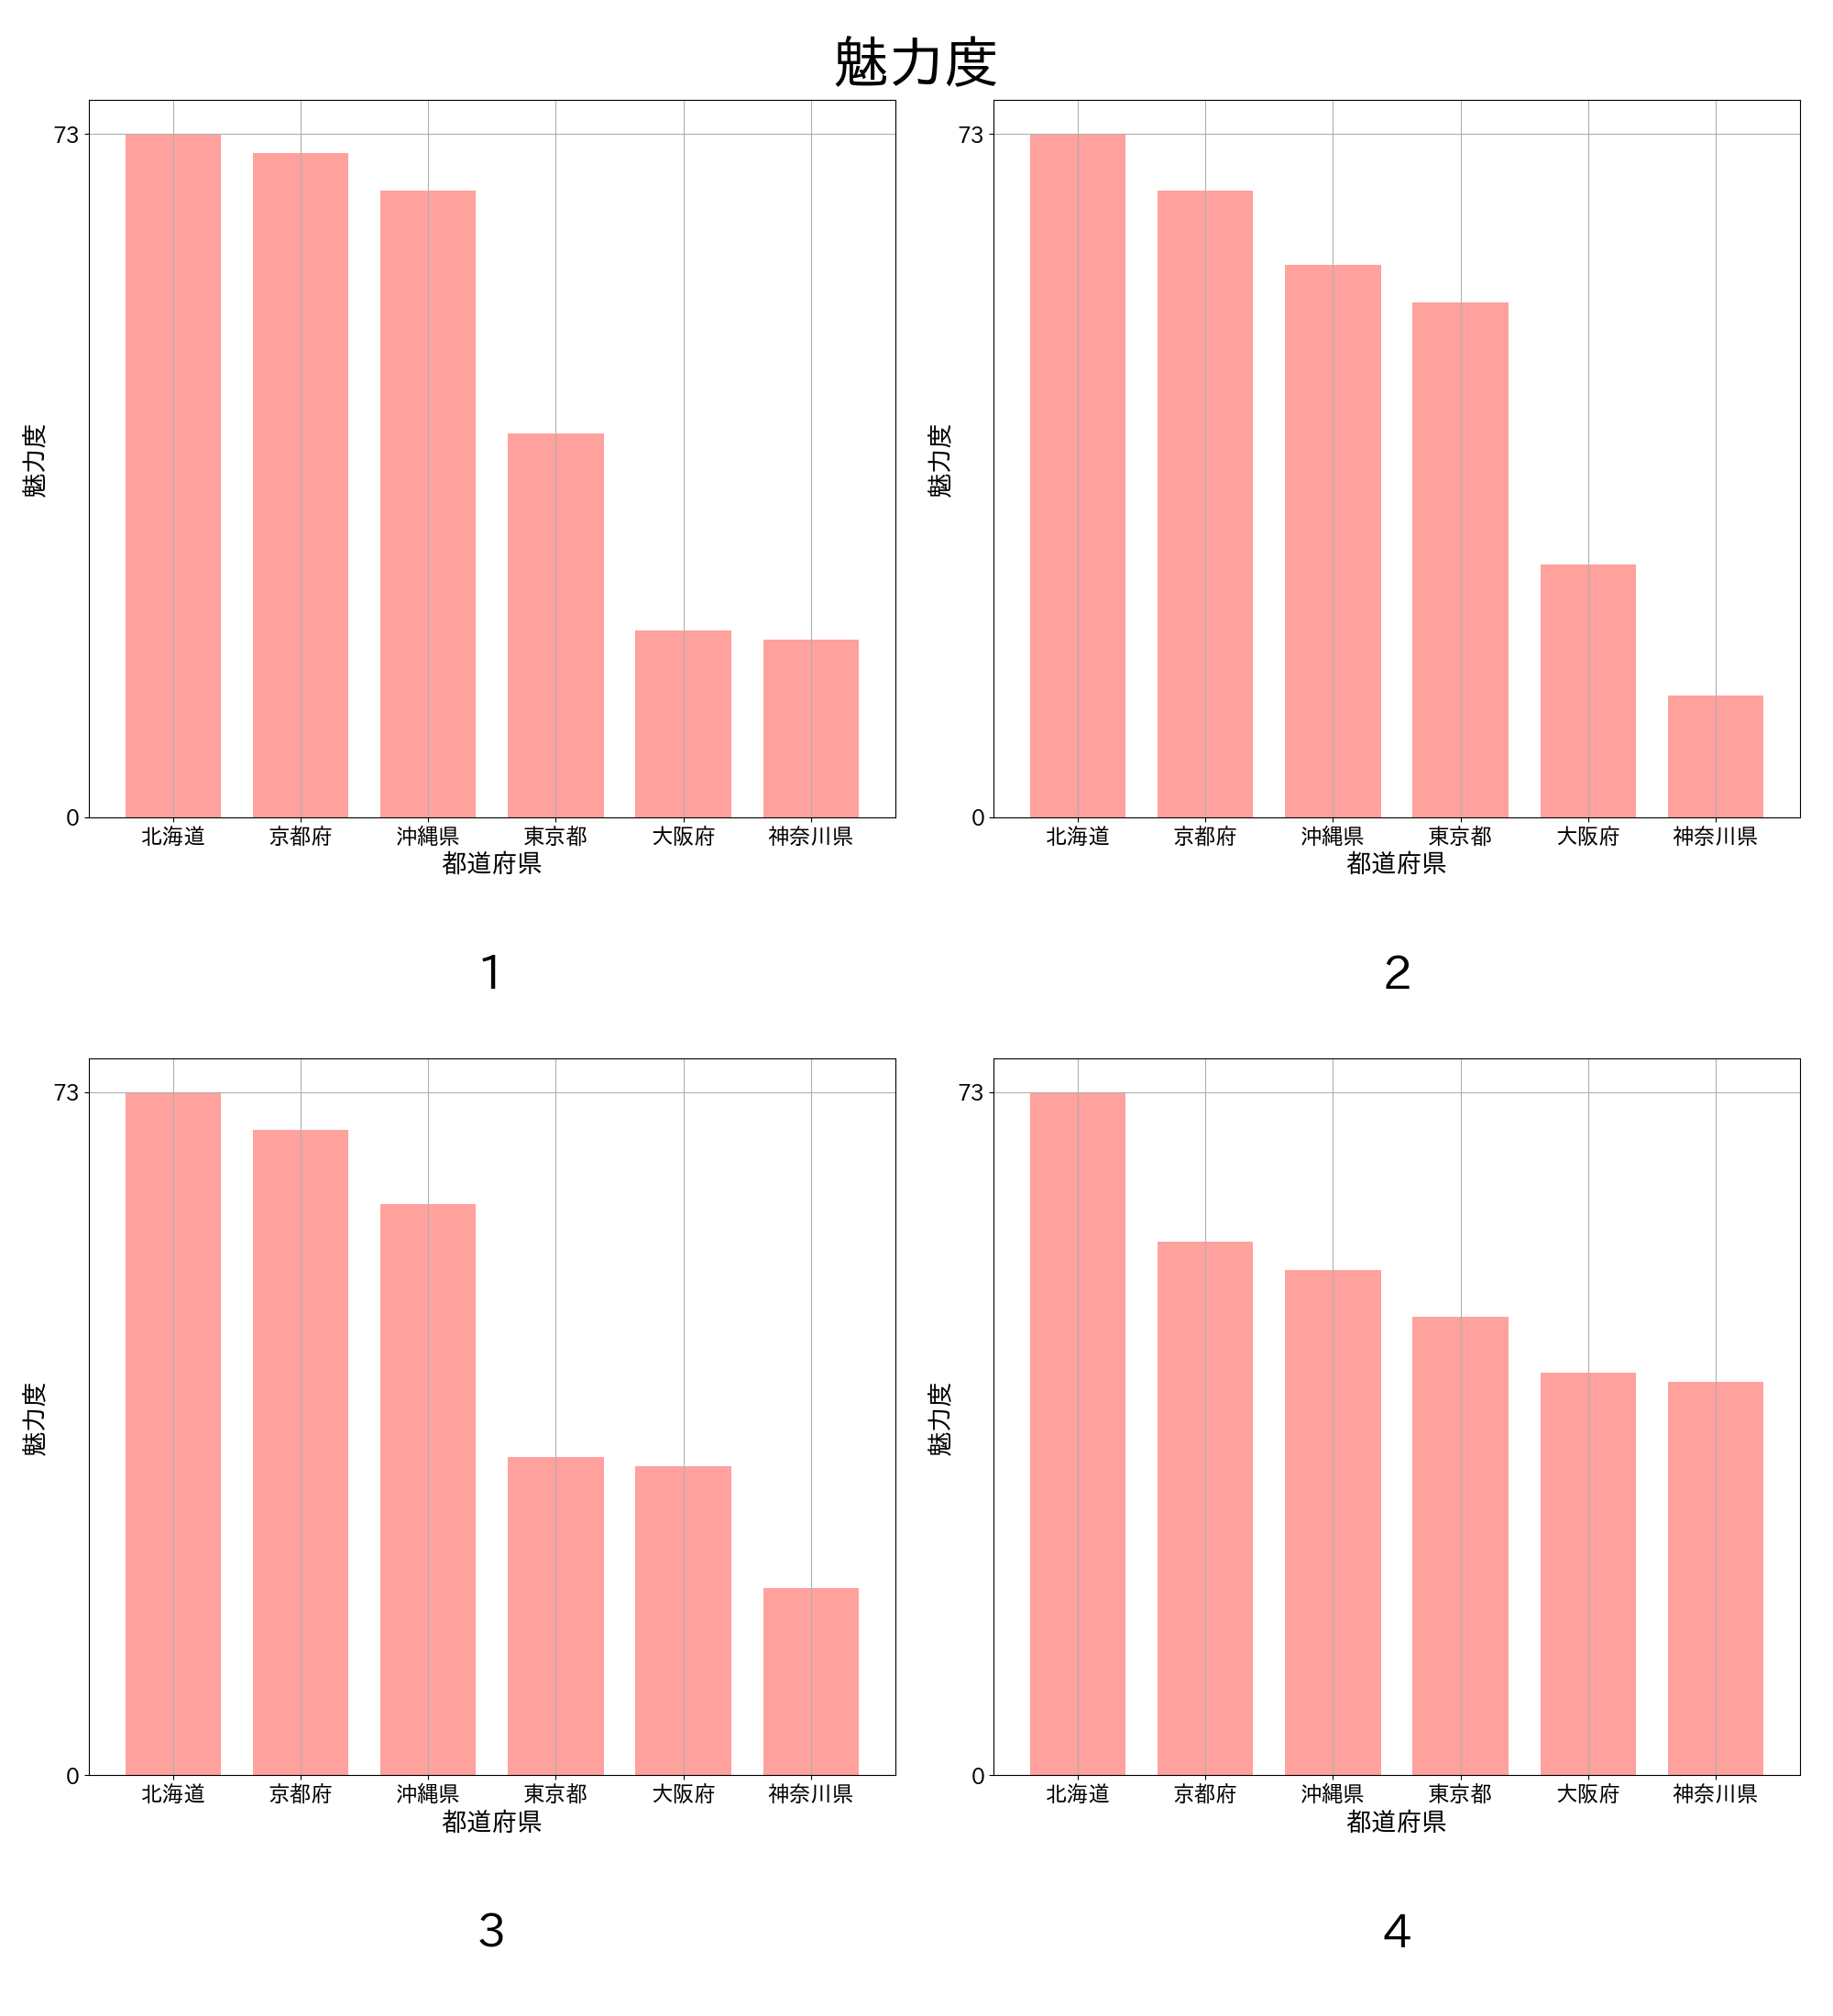 魅力度
73
0
魅力度
北海道 京都府 沖縄県 東京都 大阪府 神奈川県
都道府県
1
73
0
魅力度
北海道 京都府 沖縄県 東京都 大阪府 神奈川県
都道府県
2
73
0
魅力度
北海道 京都府 沖縄県 東京都 大阪府 神奈川県
都道府県
3
73
0
魅力度
北海道 京都府 沖縄県 東京都 大阪府 神奈川県
都道府県
4